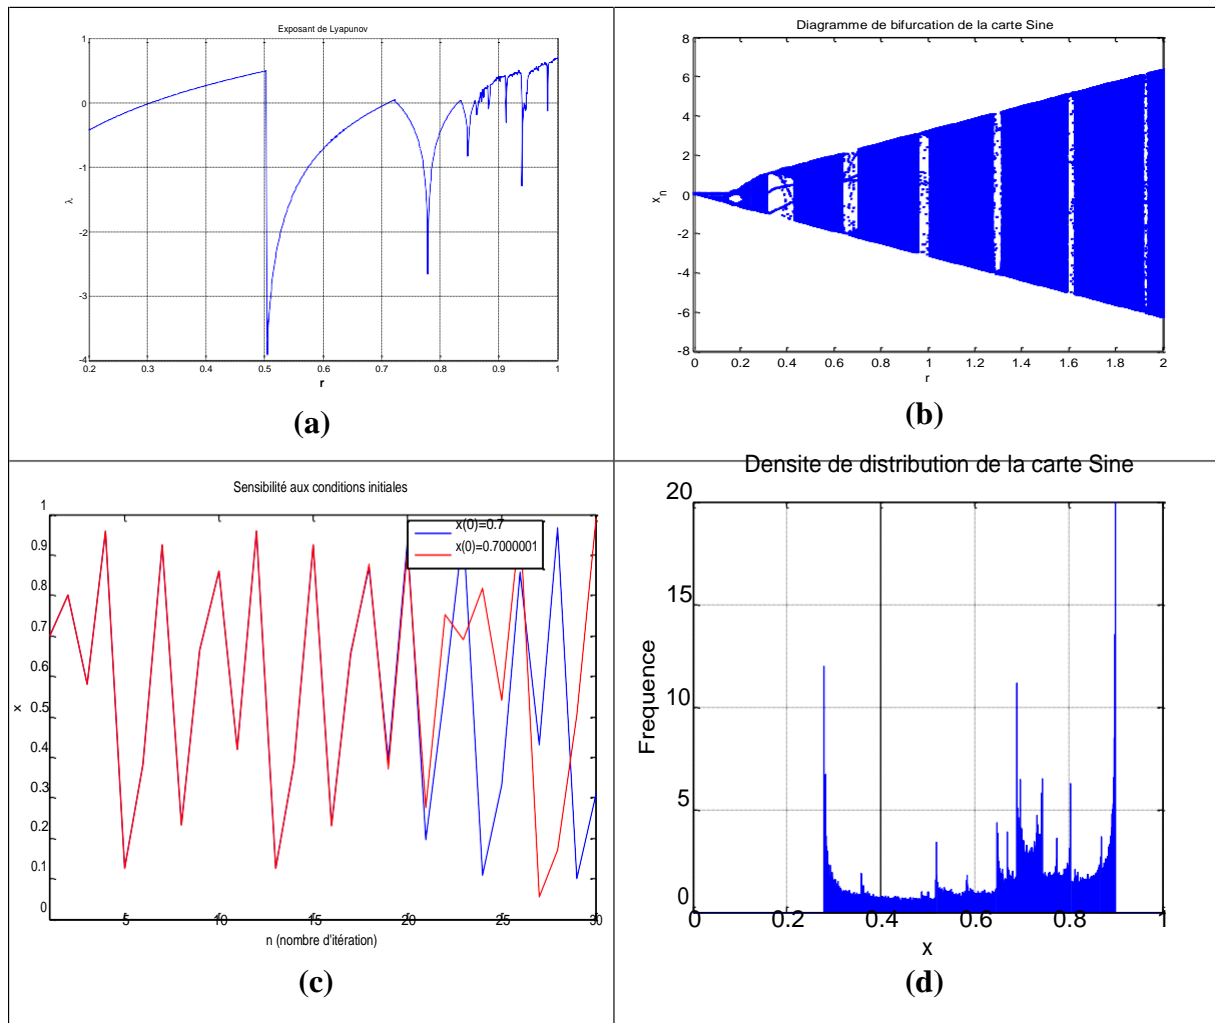 Exposant de Lyapunov
1
0
-1
-2
-3
-4
λ
0.2 0.3 0.4 0.5 0.6 0.7 0.8 0.9 1
r
(a)
Diagramme de bifurcation de la carte Sine
8
6
4
2
0
-2
-4
-6
-8
x_n
0 0.2 0.4 0.6 0.8 1 1.2 1.4 1.6 1.8 2
r
(b)
Sensibilité aux conditions initiales
1
0.9
0.8
0.7
0.6
0.5
0.4
0.3
0.2
0.1
0
x
x(0)=0.7
x(0)=0.7000001
5 10 15 20 25 30
n (nombre d'itération)
(c)
Densite de distribution de la carte Sine
20
15
10
5
0
Frequence
0 0.2 0.4 0.6 0.8 1
x
(d)